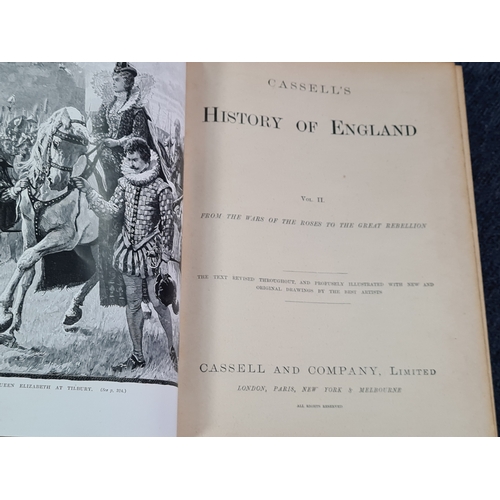 QUEEN ELIZABETH AT TILBURY. (See p.
CASSELL'S
HISTORY OF ENGLAND
VOL. II.
FROM THE WARS OF THE ROSES TO THE GREAT REBELLION
THE TEXT REVISED THROUGHOUT, AND PROFUSELY ILLUSTRATED WITH NEW AND
ORIGINAL DRAWINGS BY THE BEST ARTISTS
CASSELL AND COMPANY, LIMITED
LONDON, PARIS, NEW YORK & MELBOURNE
ALL RIGHTS RESERVED